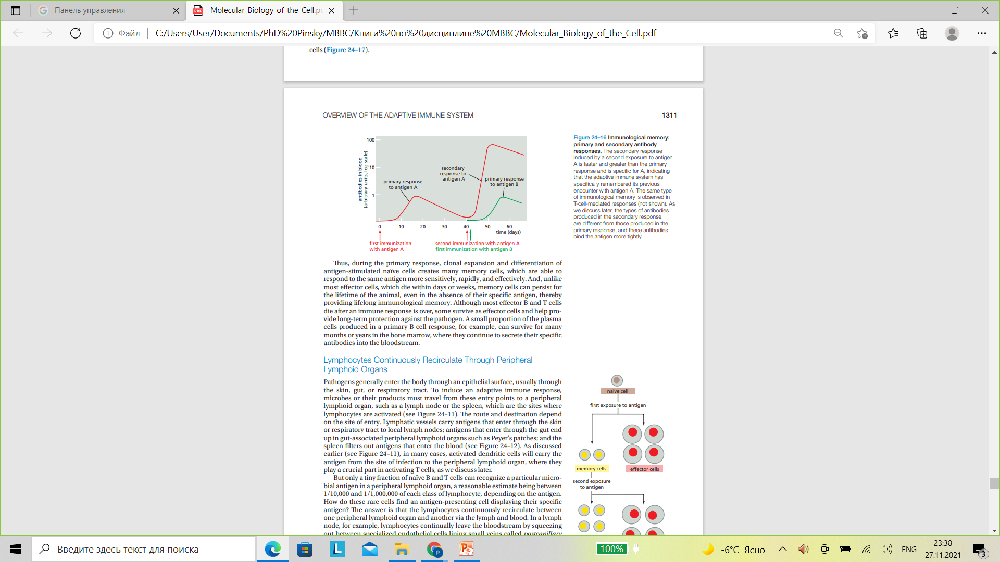 Панель управления
Molecular_Biology_of_the_Cell.p
Файл
C:/Users/User/Documents/PhD%20Pinsky/MBBC/Книги%20по%20дисциплине%20MBBC/Molecular_Biology_of_the_Cell.pdf
cells (Figure 24–17).
OVERVIEW OF THE ADAPTIVE IMMUNE SYSTEM
1311
antibodies in blood
(arbitrary units, log scale)
100
10
1
primary response
to antigen A
secondary
response to
antigen A
primary response
to antigen B
0 10 20 30 40 50 60
time (days)
first immunization
with antigen A
second immunization with antigen A
first immunization with antigen B
Figure 24–16 Immunological memory:
primary and secondary antibody
responses. The secondary response
induced by a second exposure to antigen
A is faster and greater than the primary
response and is specific for A, indicating
that the adaptive immune system has
specifically remembered its previous
encounter with antigen A. The same type
of immunological memory is observed in
T-cell-mediated responses (not shown). As
we discuss later, the types of antibodies
produced in the secondary response
are different from those produced in the
primary response, and these antibodies
bind the antigen more tightly.
Thus, during the primary response, clonal expansion and differentiation of
antigen-stimulated naïve cells creates many memory cells, which are able to
respond to the same antigen more sensitively, rapidly, and effectively. And, unlike
most effector cells, which die within days or weeks, memory cells can persist for
the lifetime of the animal, even in the absence of their specific antigen, thereby
providing lifelong immunological memory. Although most effector B and T cells
die after an immune response is over, some survive as effector cells and help pro-
vide long-term protection against the pathogen. A small proportion of the plasma
cells produced in a primary B cell response, for example, can survive for many
months or years in the bone marrow, where they continue to secrete their specific
antibodies into the bloodstream.
Lymphocytes Continuously Recirculate Through Peripheral
Lymphoid Organs
Pathogens generally enter the body through an epithelial surface, usually through
the skin, gut, or respiratory tract. To induce an adaptive immune response,
microbes or their products must travel from these entry points to a peripheral
lymphoid organ, such as a lymph node or the spleen, which are the sites where
lymphocytes are activated (see Figure 24–11). The route and destination depend
on the site of entry. Lymphatic vessels carry antigens that enter through the skin
or respiratory tract to local lymph nodes; antigens that enter through the gut end
up in gut-associated peripheral lymphoid organs such as Peyer's patches; and the
spleen filters out antigens that enter the blood (see Figure 24–12). As discussed
earlier (see Figure 24–11), in many cases, activated dendritic cells will carry the
antigen from the site of infection to the peripheral lymphoid organ, where they
play a crucial part in activating T cells, as we discuss later.
But only a tiny fraction of naïve B and T cells can recognize a particular micro-
bial antigen in a peripheral lymphoid organ, a reasonable estimate being between
1/10,000 and 1/1,000,000 of each class of lymphocyte, depending on the antigen.
How do these rare cells find an antigen-presenting cell displaying their specific
antigen? The answer is that the lymphocytes continuously recirculate between
one peripheral lymphoid organ and another via the lymph and blood. In a lymph
node, for example, lymphocytes continually leave the bloodstream by squeezing
out between specialized endothelial cells lining small veins called postcapillary
naïve cell
first exposure to antigen
memory cells
effector cells
second exposure
to antigen
Введите здесь текст для поиска
100%
-6°C Ясно
ENG
23:38
27.11.2021
3